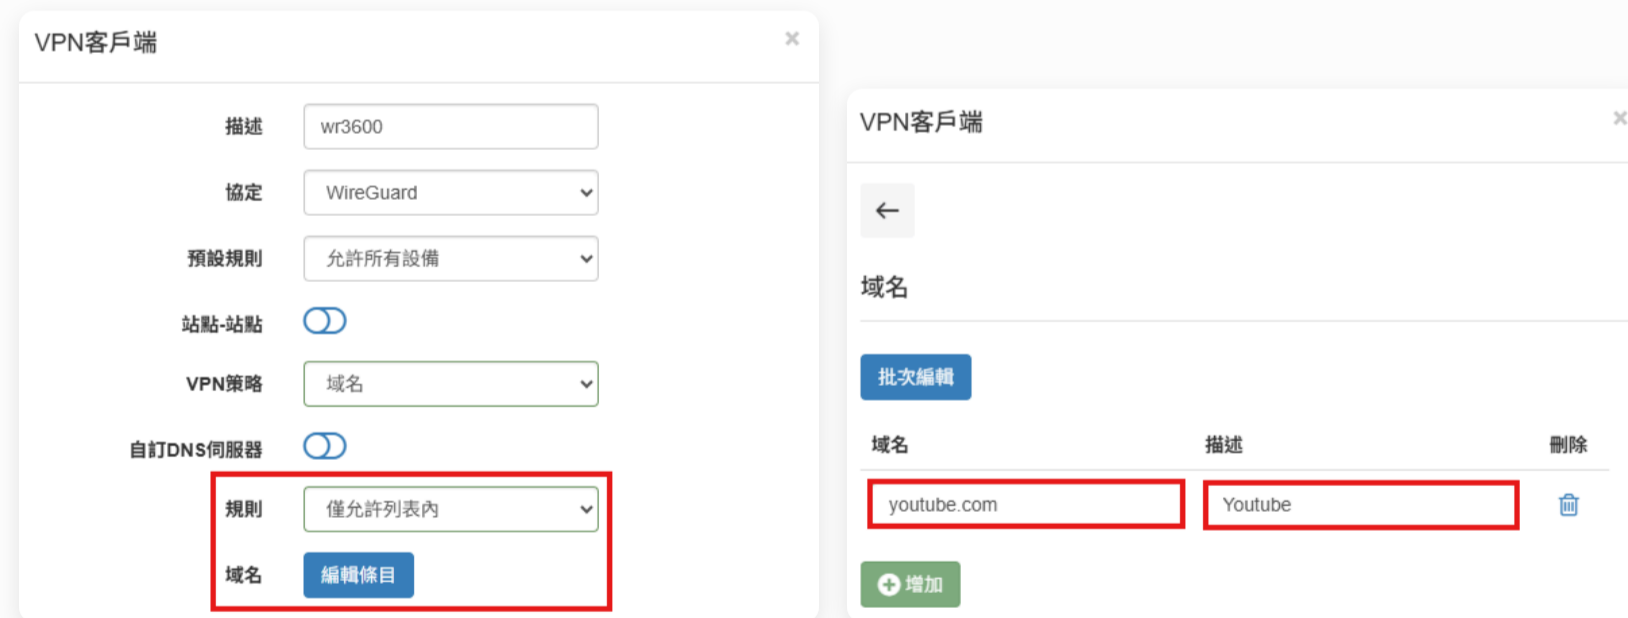 VPN客戶端
×
描述
wr3600
協定
WireGuard
預設規則
允許所有設備
站點-站點
VPN策略
域名
自訂DNS伺服器
規則
僅允許列表內
域名
編輯條目
VPN客戶端
×
域名
批次編輯
域名
描述
刪除
youtube.com
Youtube
增加